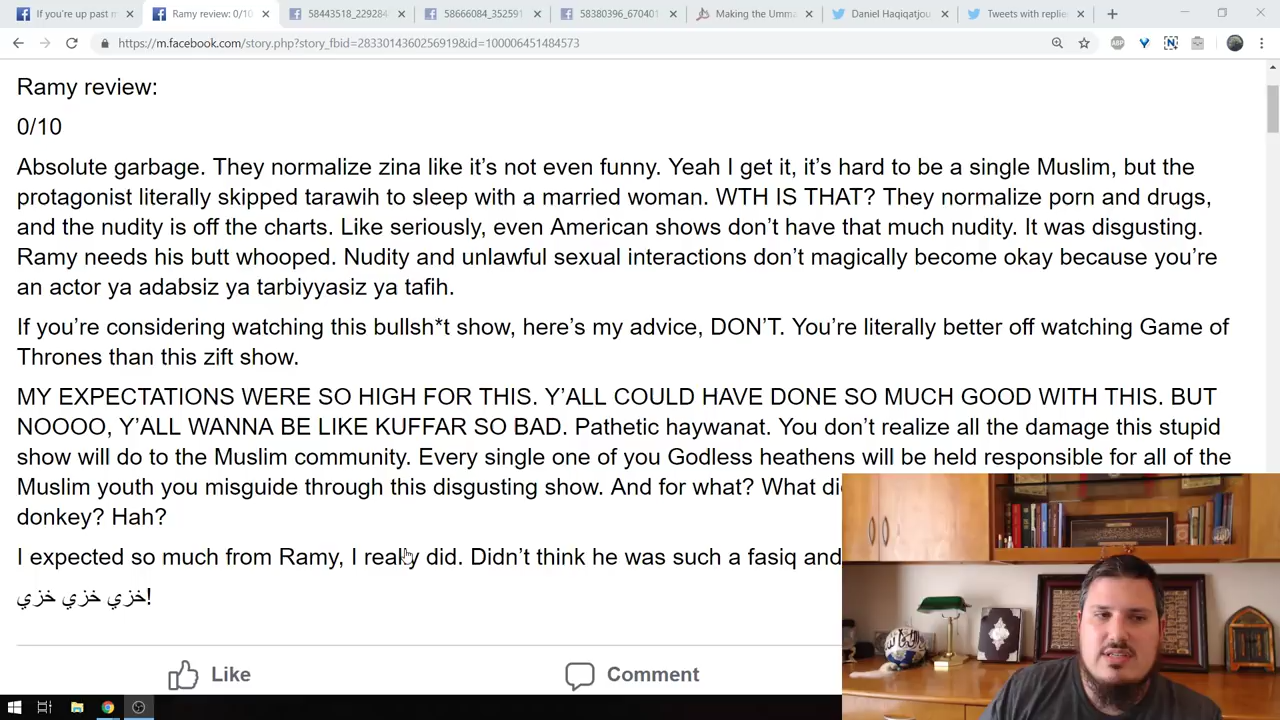 If you're up past m
Ramy review: 0/10
58443518_229284
58666084_352591
58380396_670401
Making the Umma
Daniel Haqiqatjou
Tweets with replie
https://m.facebook.com/story.php?story_fbid=2833014360256919&id=100006451484573
ABP
Ramy review:
0/10
Absolute garbage. They normalize zina like it's not even funny. Yeah I get it, it's hard to be a single Muslim, but the
protagonist literally skipped tarawih to sleep with a married woman. WTH IS THAT? They normalize porn and drugs,
and the nudity is off the charts. Like seriously, even American shows don't have that much nudity. It was disgusting.
Ramy needs his butt whooped. Nudity and unlawful sexual interactions don't magically become okay because you're
an actor ya adabsiz ya tarbiyyasiz ya tafih.
If you're considering watching this bullsh*t show, here's my advice, DON'T. You're literally better off watching Game of
Thrones than this zift show.
MY EXPECTATIONS WERE SO HIGH FOR THIS. Y'ALL COULD HAVE DONE SO MUCH GOOD WITH THIS. BUT
NOOOO, Y'ALL WANNA BE LIKE KUFFAR SO BAD. Pathetic haywanat. You don't realize all the damage this stupid
show will do to the Muslim community. Every single one of you Godless heathens will be held responsible for all of the
Muslim youth you misguide through this disgusting show. And for what? What di
donkey? Hah?
I expected so much from Ramy, I really did. Didn't think he was such a fasiq and
خزي خزي خزي!
Like
Comment